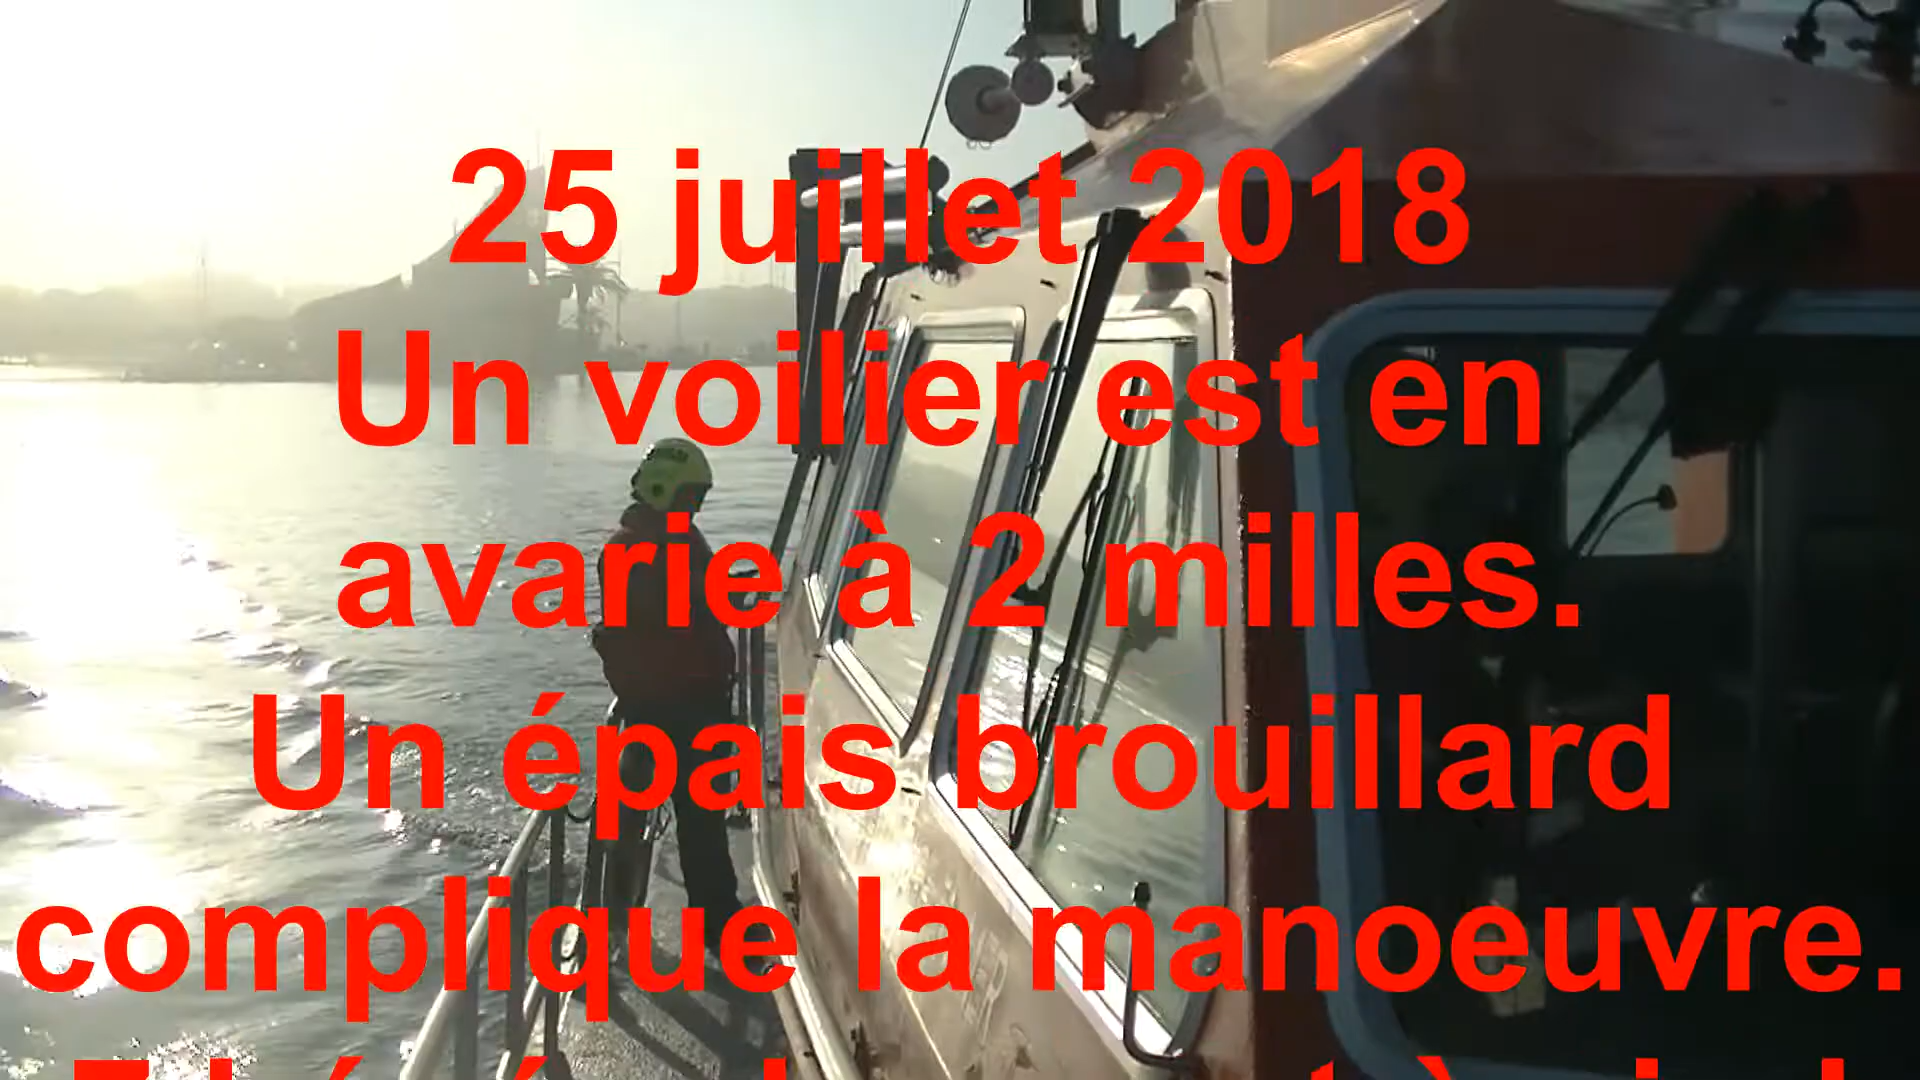 25 juillet 2018
Un voilier est en
avarie à 2 milles.
Un épais brouillard
complique la manoeuvre.